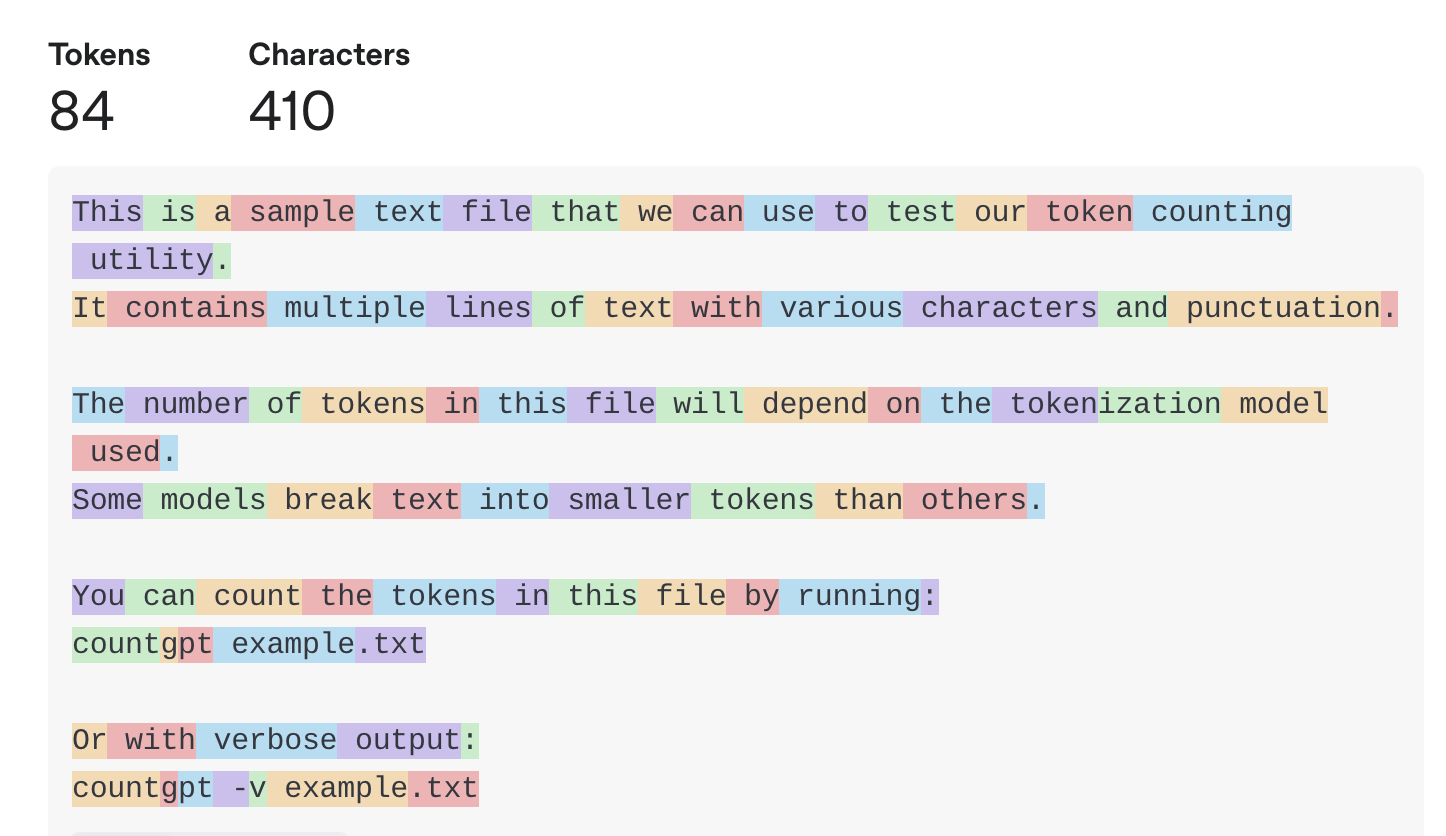 Tokens Characters
84 410
This is a sample text file that we can use to test our token counting
utility.
It contains multiple lines of text with various characters and punctuation.
The number of tokens in this file will depend on the tokenization model
used.
Some models break text into smaller tokens than others.
You can count the tokens in this file by running:
countgpt example.txt
Or with verbose output:
countgpt -v example.txt